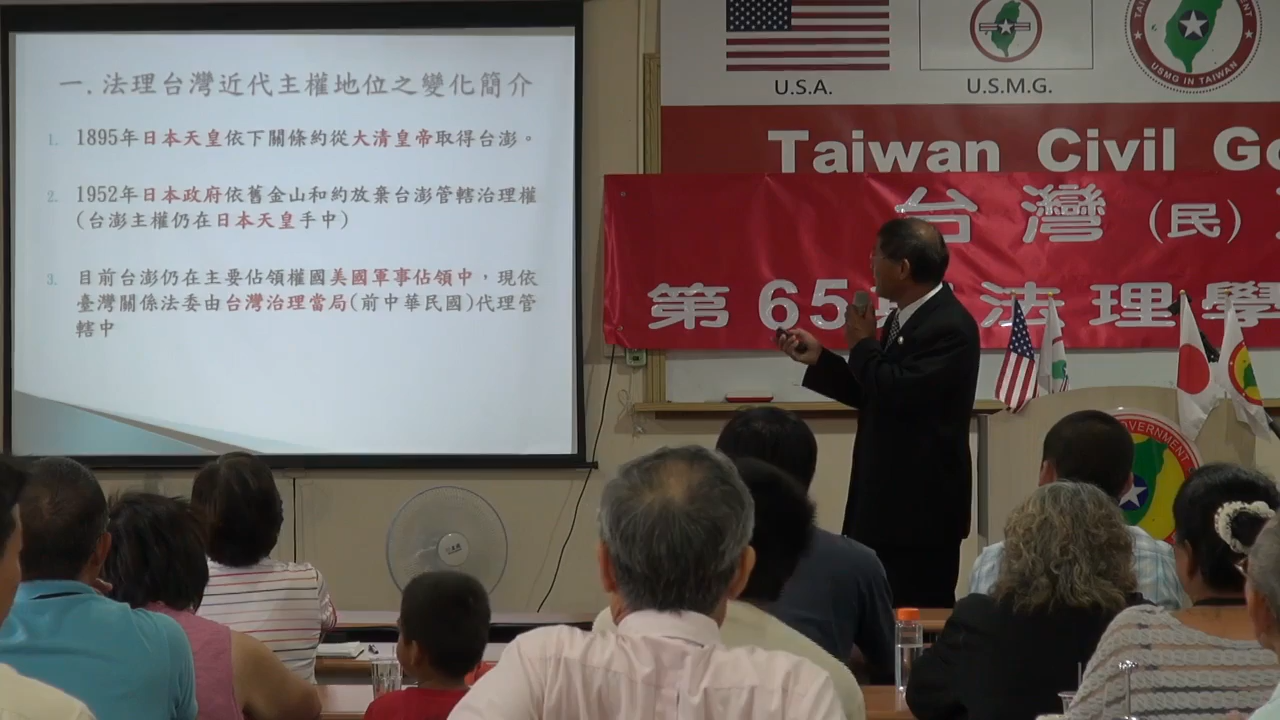 一.法理台灣近代主權地位之變化簡介
1. 1895年日本天皇依下關條約從大清皇帝取得台澎。
2. 1952年日本政府依舊金山和約放棄台澎管轄治理權
(台澎主權仍在日本天皇手中)
3. 目前台澎仍在主要佔領權國美國軍事佔領中,現依
臺灣關係法委由台灣治理當局(前中華民國)代理管
轄中
U.S.A.
U.S.M.G.
USMG IN TAIWAN
Taiwan Civil Go
台灣(民)
第65 法理學
GOVERNMENT